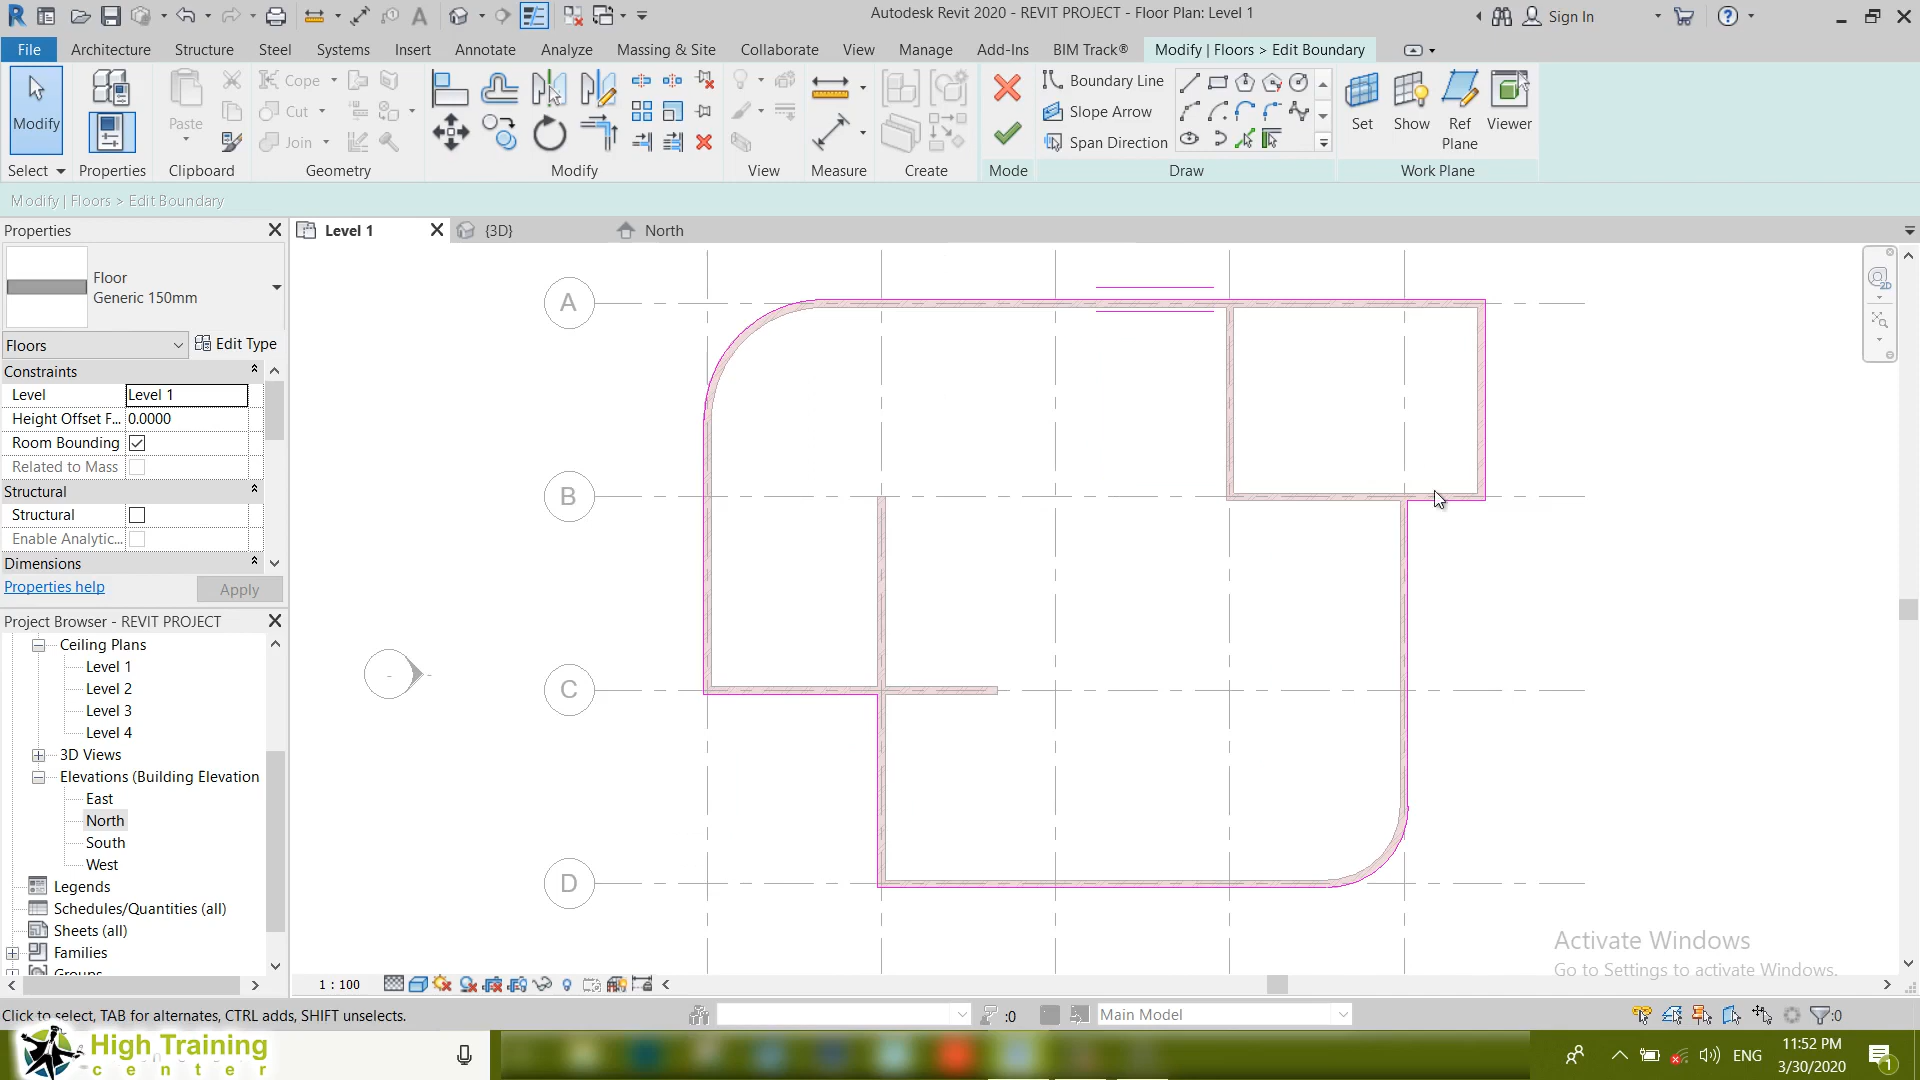 Autodesk Revit 2020 - REVIT PROJECT - Floor Plan: Level 1
Sign In
File Architecture Structure Steel Systems Insert Annotate Analyze Massing & Site Collaborate View Manage Add-Ins BIM Track® Modify | Floors > Edit Boundary
Modify
Paste
Cope
Cut
Join
Boundary Line
Slope Arrow
Span Direction
Set Show Ref Plane Viewer
Select Properties Clipboard Geometry Modify View Measure Create Mode Draw Work Plane
Modify | Floors > Edit Boundary
Properties
Level 1
{3D}
North
Floor
Generic 150mm
Floors
Edit Type
Constraints
Level Level 1
Height Offset F... 0.0000
Room Bounding
Related to Mass
Structural
Structural
Enable Analytic...
Dimensions
Properties help
Apply
Project Browser - REVIT PROJECT
Ceiling Plans
Level 1
Level 2
Level 3
Level 4
3D Views
Elevations (Building Elevation
East
North
South
West
Legends
Schedules/Quantities (all)
Sheets (all)
Families
Groups
A
B
C
D
Activate Windows
Go to Settings to activate Windows.
1 : 100
Click to select, TAB for alternates, CTRL adds, SHIFT unselects.
:0
Main Model
:0
High Training
center
ENG
11:52 PM
3/30/2020
1